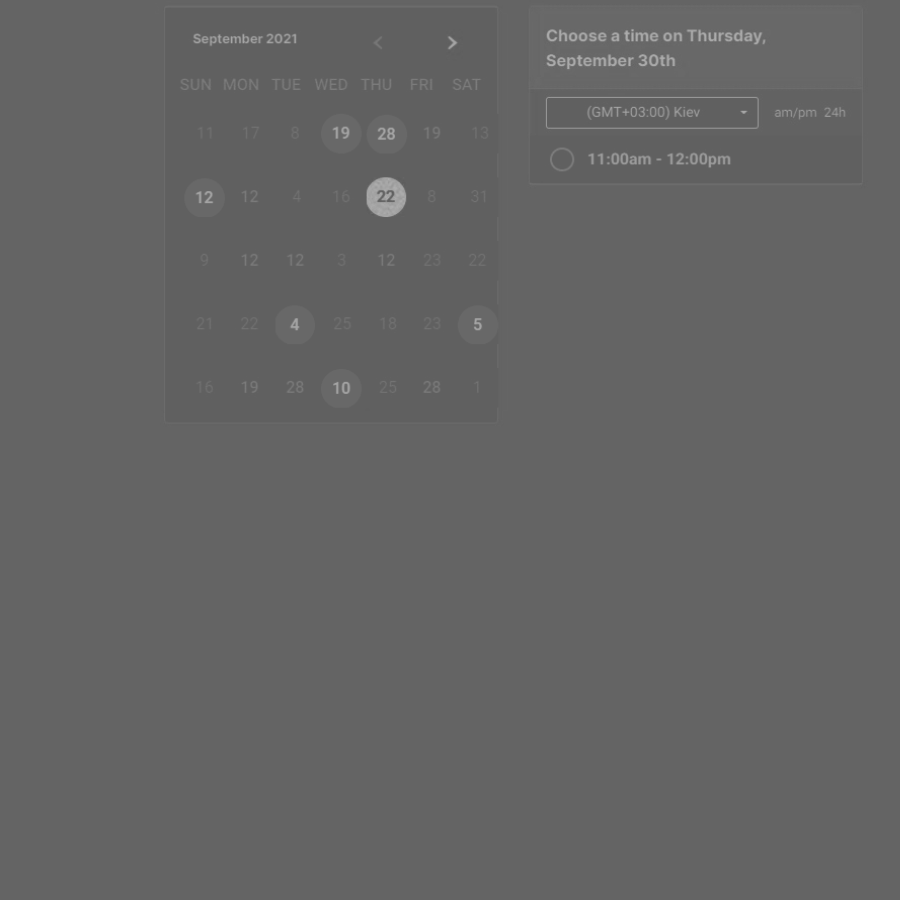 September 2021
SUN MON TUE WED THU FRI SAT
11 17 8 19 28 19 13
12 12 4 16 22 8 31
9 12 12 3 12 23 22
21 22 4 25 18 23 5
16 19 28 10 25 28 1
Choose a time on Thursday,
September 30th
(GMT+03:00) Kiev
am/pm 24h
11:00am - 12:00pm